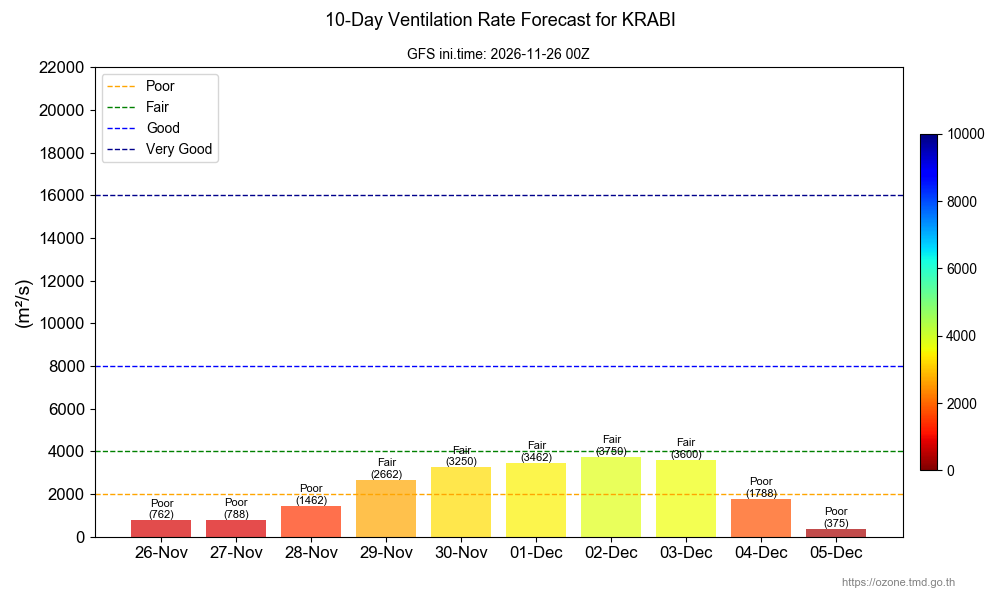 10-Day Ventilation Rate Forecast for KRABI
GFS ini.time: 2026-11-26 00Z
(m²/s)
22000
20000
18000
16000
14000
12000
10000
8000
6000
4000
2000
0
Poor
Fair
Good
Very Good
Poor
(762)
Poor
(788)
Poor
(1462)
Fair
(2662)
Fair
(3250)
Fair
(3462)
Fair
(3750)
Fair
(3600)
Poor
(1788)
Poor
(375)
26-Nov
27-Nov
28-Nov
29-Nov
30-Nov
01-Dec
02-Dec
03-Dec
04-Dec
05-Dec
10000
8000
6000
4000
2000
0
https://ozone.tmd.go.th